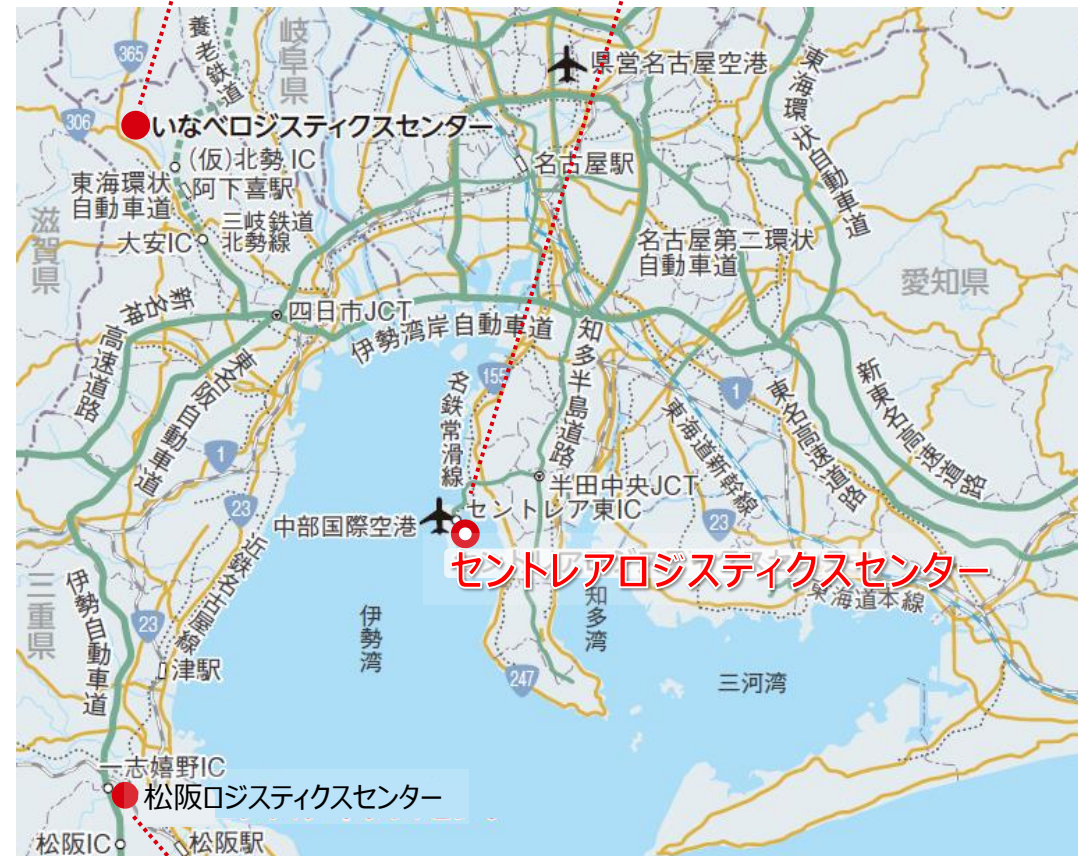 365
養老鉄道
岐阜県
県営名古屋空港
東海環状自動車道
306
いなべロジスティクスセンター
(仮)北勢 IC
名古屋駅
東海環状
自動車道
阿下喜駅
滋賀県
三岐鉄道
北勢線
大安IC
名古屋第二環状
自動車道
愛知県
新名神
高速道路
四日市JCT
伊勢湾岸自動車道
東名阪自動車道
名鉄常滑線
155
知多半島道路
東海道新幹線
1
東名高速道路
新東名高速道路
1
23
半田中央JCT
セントレア東IC
中部国際空港
23
セントレアロジスティクスセンター
近鉄名古屋線
三重県
伊勢自動車道
23
伊勢湾
知多湾
東海道本線
津駅
247
三河湾
一志嬉野IC
松阪ロジスティクスセンター
松阪IC
松阪駅